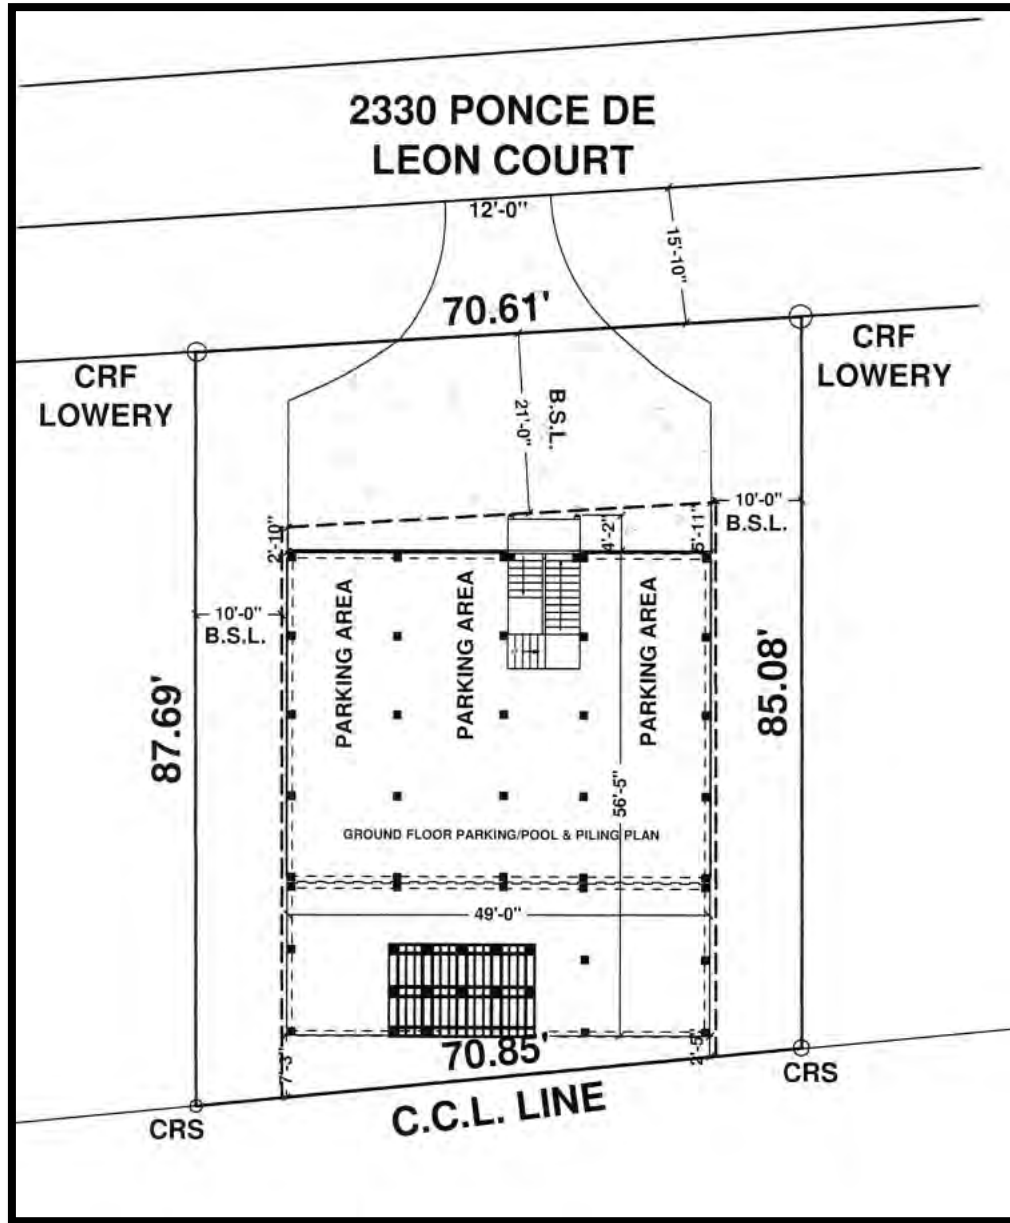 2330 PONCE DE
LEON COURT
12'-0"
15'-10"
70.61'
CRF
LOWERY
CRF
LOWERY
B.S.L.
21'-0"
10'-0"
B.S.L.
2'-10"
4'-2"
5'-11"
10'-0"
B.S.L.
PARKING AREA
PARKING AREA
PARKING AREA
87.69'
85.08'
56'-5"
GROUND FLOOR PARKING/POOL & PILING PLAN
49'-0"
70.85'
7'-3"
2'-5"
C.C.L. LINE
CRS
CRS